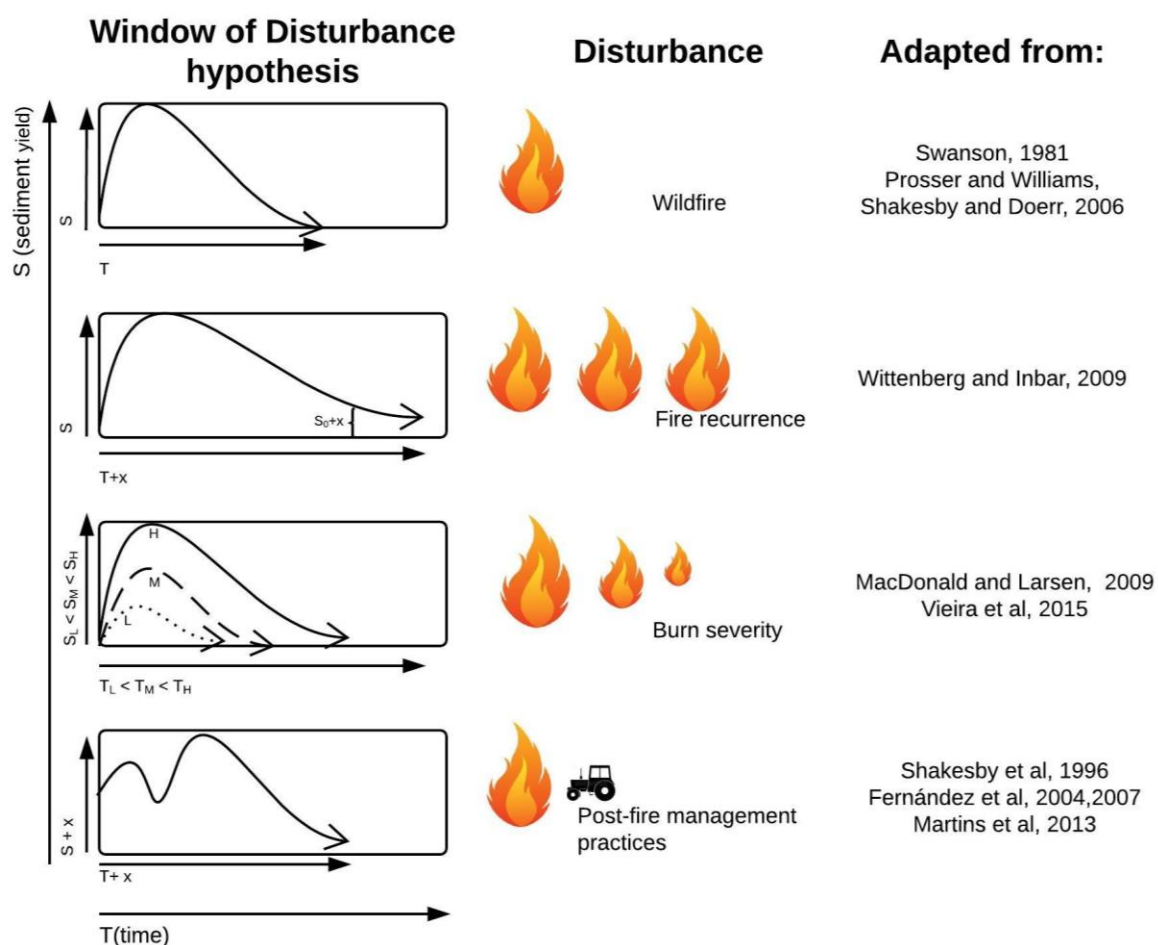 Window of Disturbance
hypothesis
Disturbance
Adapted from:
S (sediment yield)
S
T
Wildfire
Swanson, 1981
Prosser and Williams,
Shakesby and Doerr, 2006
S
S₀+x
T+x
Fire recurrence
Wittenberg and Inbar, 2009
S_L < S_M < S_H
H
M
L
T_L < T_M < T_H
Burn severity
MacDonald and Larsen, 2009
Vieira et al, 2015
S + x
T+ x
Post-fire management
practices
Shakesby et al, 1996
Fernández et al, 2004,2007
Martins et al, 2013
T(time)